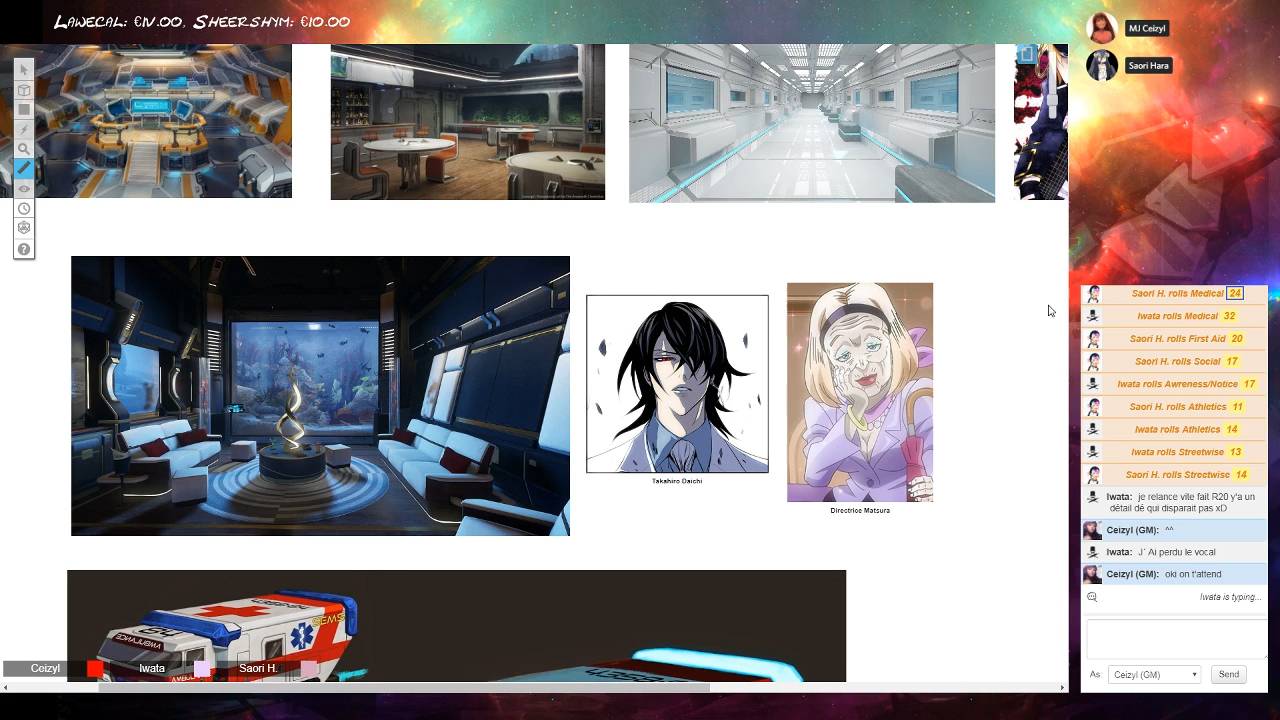 Lawecal: €1V.00, Sheershym: €10.00
MJ Ceizyl
Saori Hara
Takahiro Daichi
Directrice Matsura
AMBULANCE
GEMS
Ceizyl
Iwata
Saori H.
Saori H. rolls Medical 24
Iwata rolls Medical 32
Saori H. rolls First Aid 20
Saori H. rolls Social 17
Iwata rolls Awreness/Notice 17
Saori H. rolls Athletics 11
Iwata rolls Athletics 14
Iwata rolls Streetwise 13
Saori H. rolls Streetwise 14
Iwata: je relance vite fait R20 y'a un
détail dé qui disparait pas xD
Ceizyl (GM): ^^
Iwata: J´ Ai perdu le vocal
Ceizyl (GM): oki on t'attend
Iwata is typing...
As: Ceizyl (GM)
Send